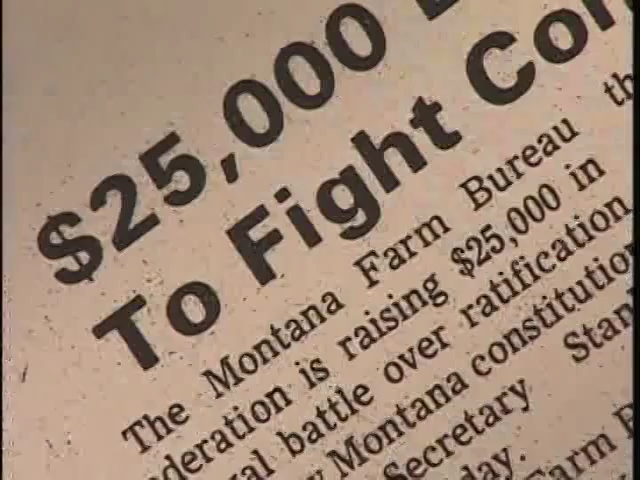 $25,000
To Fight Con
The Montana Farm Bureau th
deration is raising $25,000 in
al battle over ratification
Montana constitution
Secretary Stan
day.
Farm